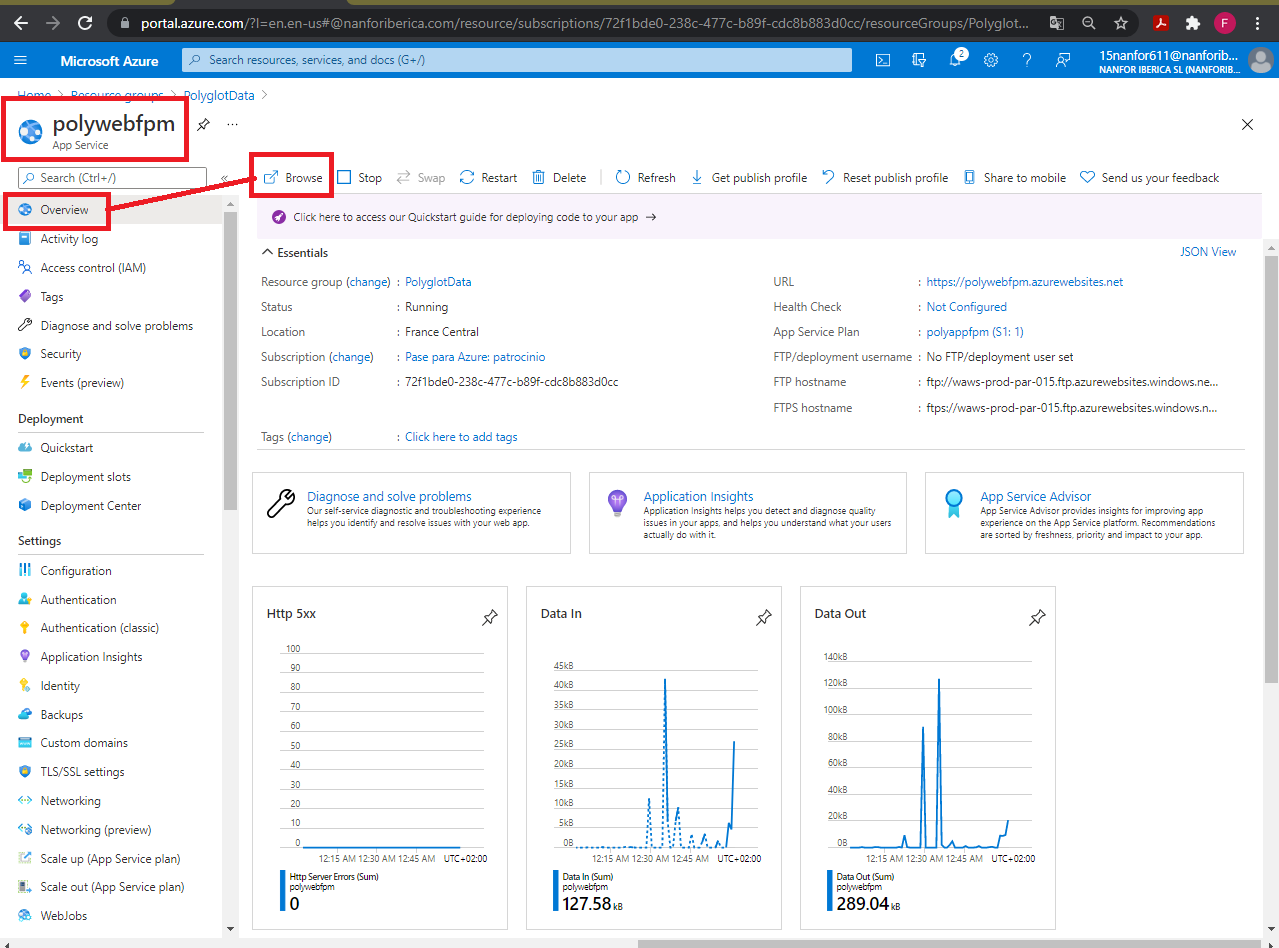 portal.azure.com/?l=en.en-us#@nanforiberica.com/resource/subscriptions/72f1bde0-238c-477c-b89f-cdc8b883d0cc/resourceGroups/Polyglot...
F
Microsoft Azure
Search resources, services, and docs (G+/)
2
15nanfor611@nanforib...
NANFOR IBERICA SL (NANFORIB...
Home > Resource groups > PolyglotData >
polywebfpm
...
App Service
Search (Ctrl+/)
«
Browse
Stop
Swap
Restart
Delete
Refresh
Get publish profile
Reset publish profile
Share to mobile
Send us your feedback
Overview
Activity log
Access control (IAM)
Tags
Diagnose and solve problems
Security
Events (preview)
Deployment
Quickstart
Deployment slots
Deployment Center
Settings
Configuration
Authentication
Authentication (classic)
Application Insights
Identity
Backups
Custom domains
TLS/SSL settings
Networking
Networking (preview)
Scale up (App Service plan)
Scale out (App Service plan)
WebJobs
Click here to access our Quickstart guide for deploying code to your app →
Essentials
JSON View
Resource group (change) : PolyglotData
Status : Running
Location : France Central
Subscription (change) : Pase para Azure: patrocinio
Subscription ID : 72f1bde0-238c-477c-b89f-cdc8b883d0cc
Tags (change) : Click here to add tags
URL : https://polywebfpm.azurewebsites.net
Health Check : Not Configured
App Service Plan : polyappfpm (S1: 1)
FTP/deployment username : No FTP/deployment user set
FTP hostname : ftp://waws-prod-par-015.ftp.azurewebsites.windows.ne...
FTPS hostname : ftps://waws-prod-par-015.ftp.azurewebsites.windows.n...
Diagnose and solve problems
Our self-service diagnostic and troubleshooting experience
helps you identify and resolve issues with your web app.
Application Insights
Application Insights helps you detect and diagnose quality
issues in your apps, and helps you understand what your users
actually do with it.
App Service Advisor
App Service Advisor provides insights for improving app
experience on the App Service platform. Recommendations
are sorted by freshness, priority and impact to your app.
Http 5xx
100
90
80
70
60
50
40
30
20
10
0
12:15 AM 12:30 AM 12:45 AM UTC+02:00
Http Server Errors (Sum)
polywebfpm
0
Data In
45kB
40kB
35kB
30kB
25kB
20kB
15kB
10kB
5kB
0B
12:15 AM 12:30 AM 12:45 AM UTC+02:00
Data In (Sum)
polywebfpm
127.58 kB
Data Out
140kB
120kB
100kB
80kB
60kB
40kB
20kB
0B
12:15 AM 12:30 AM 12:45 AM UTC+02:00
Data Out (Sum)
polywebfpm
289.04 kB